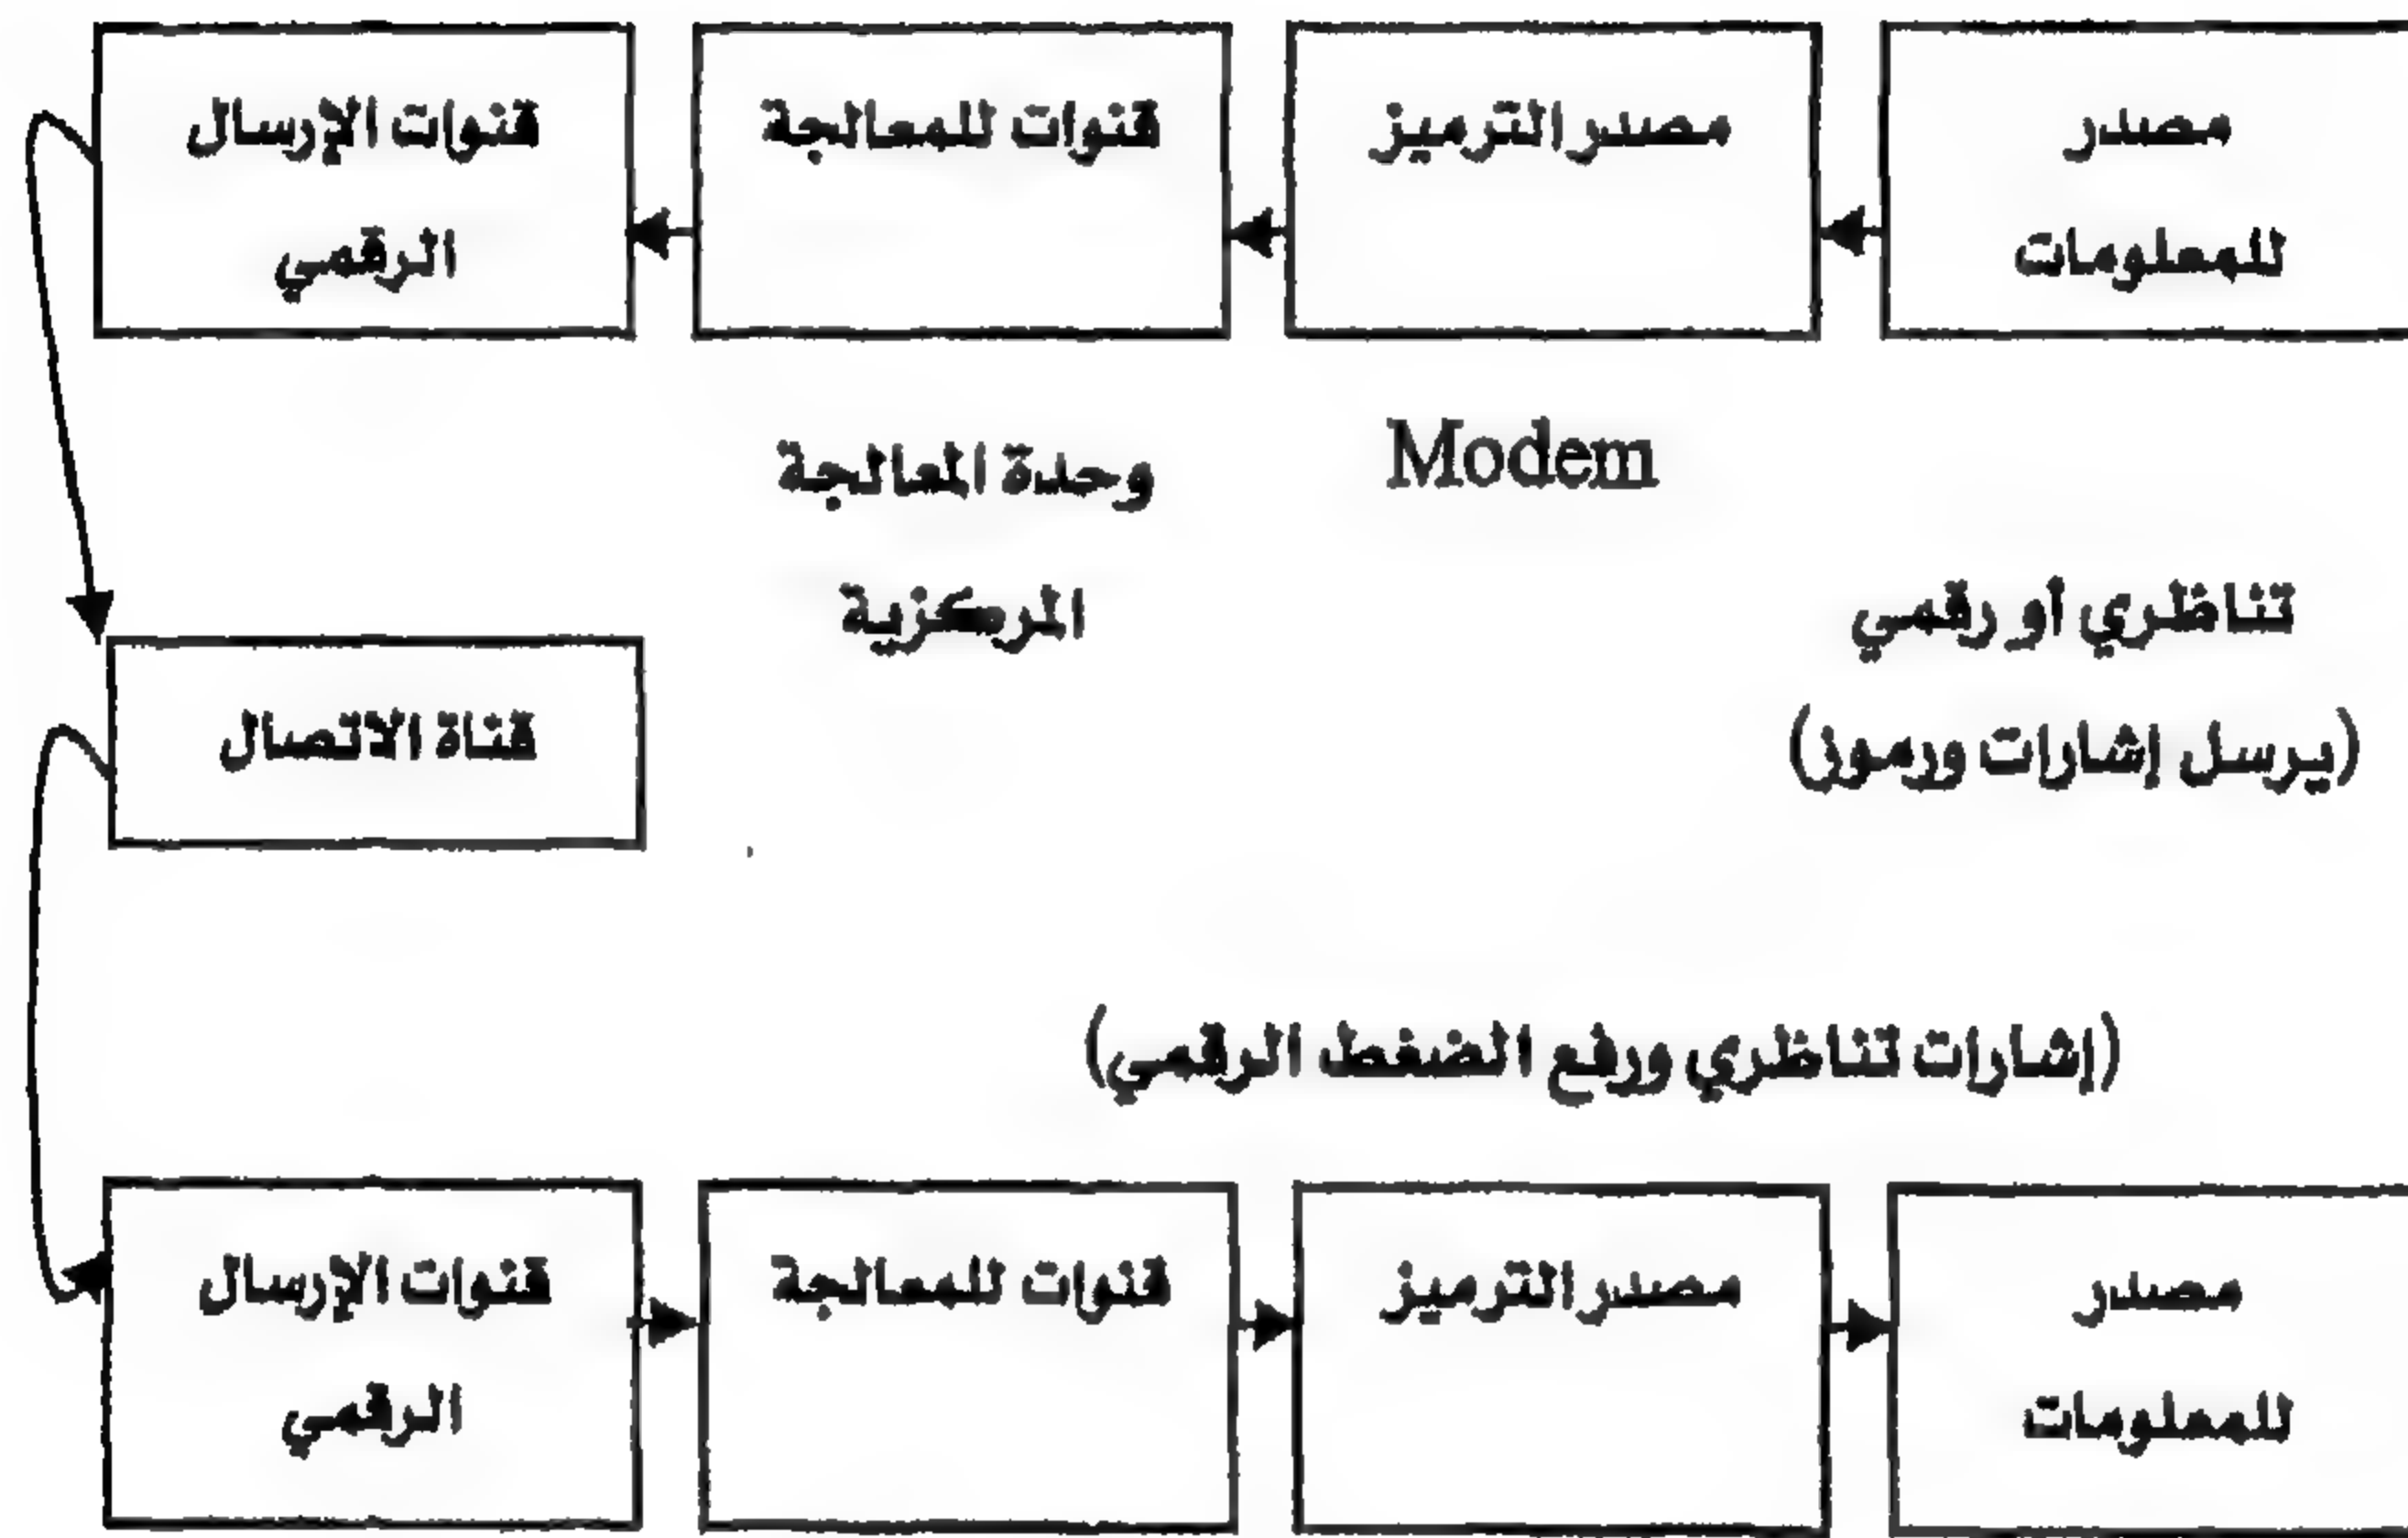 مصدر
للمعلومات
مصدر الترميز
قنوات للمعالجة
قنوات الإرسال
الرقمي
Modem
وحدة المعالجة
المركزية
تناظري أو رقمي
(يرسل إشارات ورموز)
قناة الاتصال
(إشارات تناظري ورفع الضغط الرقمي)
قنوات الإرسال
الرقمي
قنوات للمعالجة
مصدر الترميز
مصدر
للمعلومات